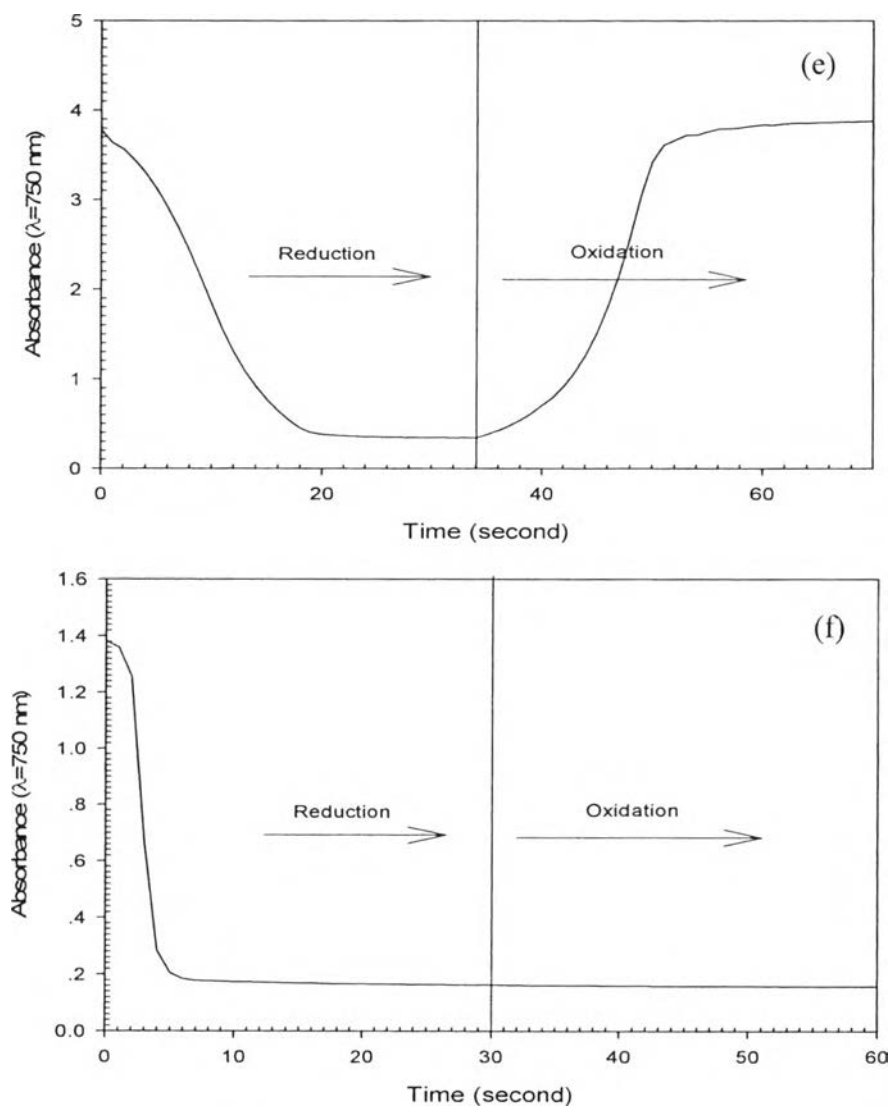 5
(e)
4
3
2
1
0
Absorbance (λ=750 nm)
Reduction
Oxidation
0
20
40
60
Time (second)
1.6
(f)
1.4
1.2
1.0
.8
.6
.4
.2
0.0
Absorbance (λ=750 nm)
Reduction
Oxidation
0
10
20
30
40
50
60
Time (second)